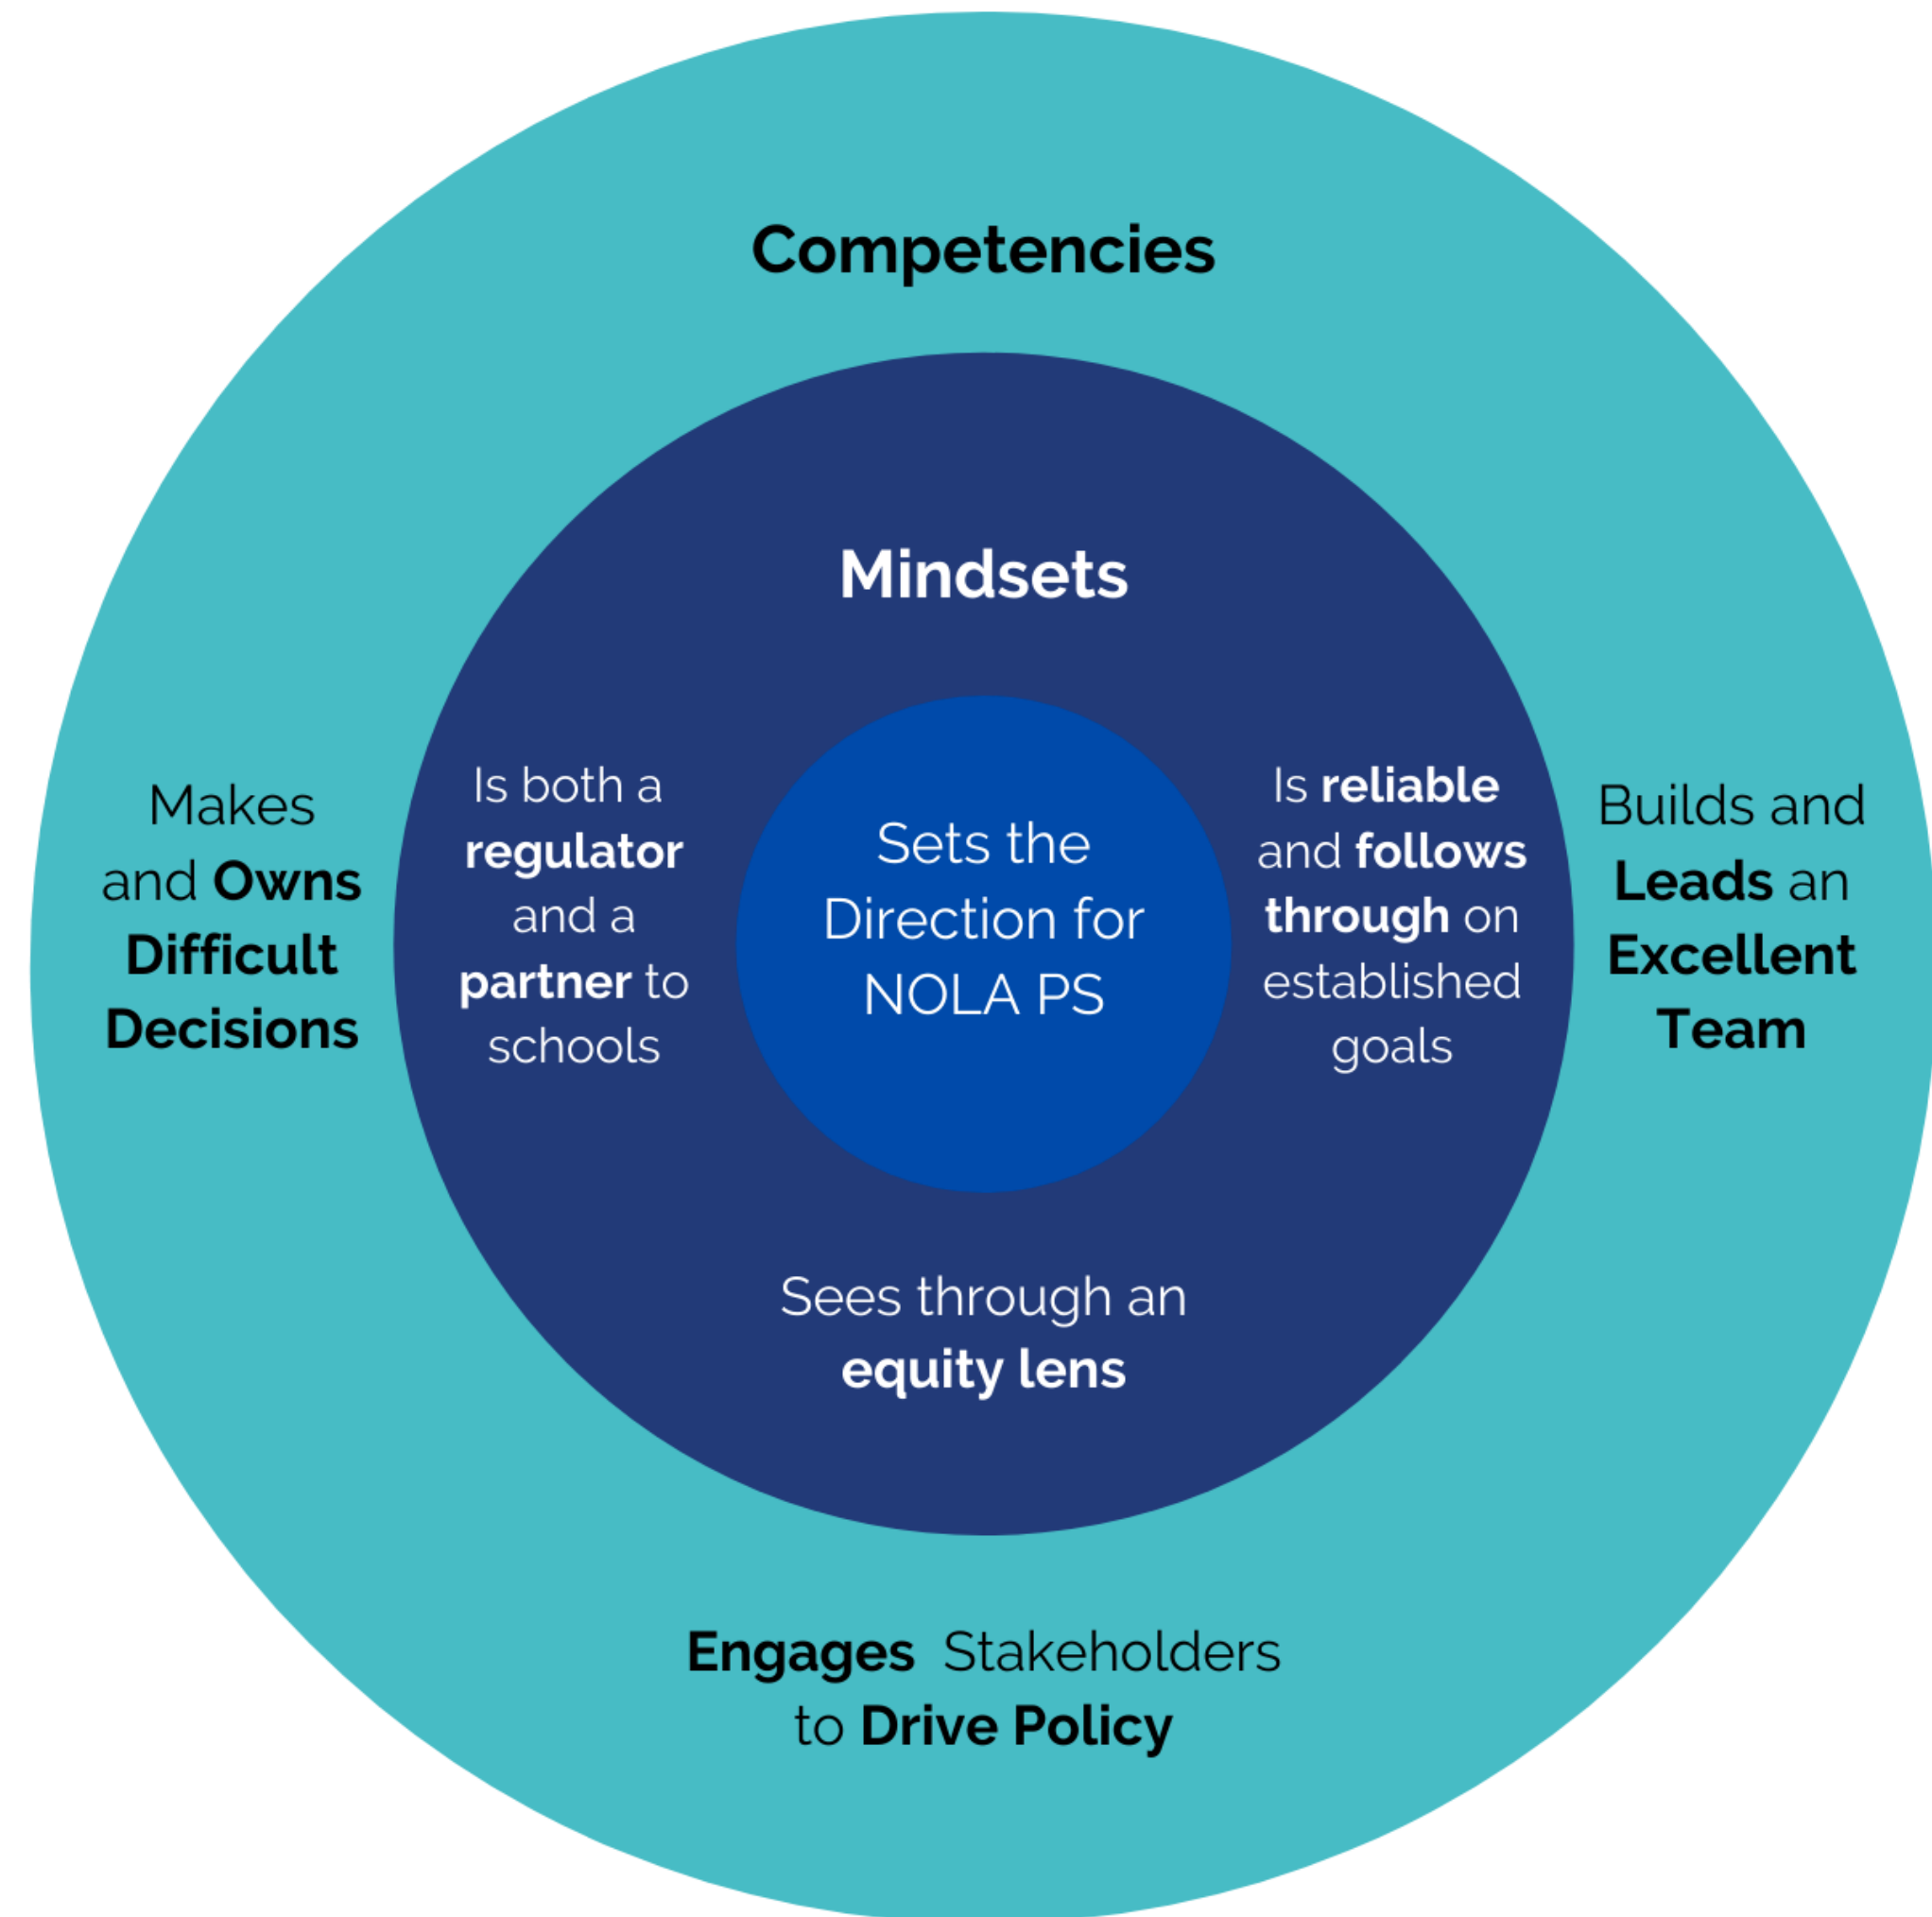 Competencies
Mindsets
Makes
and Owns
Difficult
Decisions
Is both a
regulator
and a
partner to
schools
Sets the
Direction for
NOLA PS
Is reliable
and follows
through on
established
goals
Builds and
Leads an
Excellent
Team
Sees through an
equity lens
Engages Stakeholders
to Drive Policy